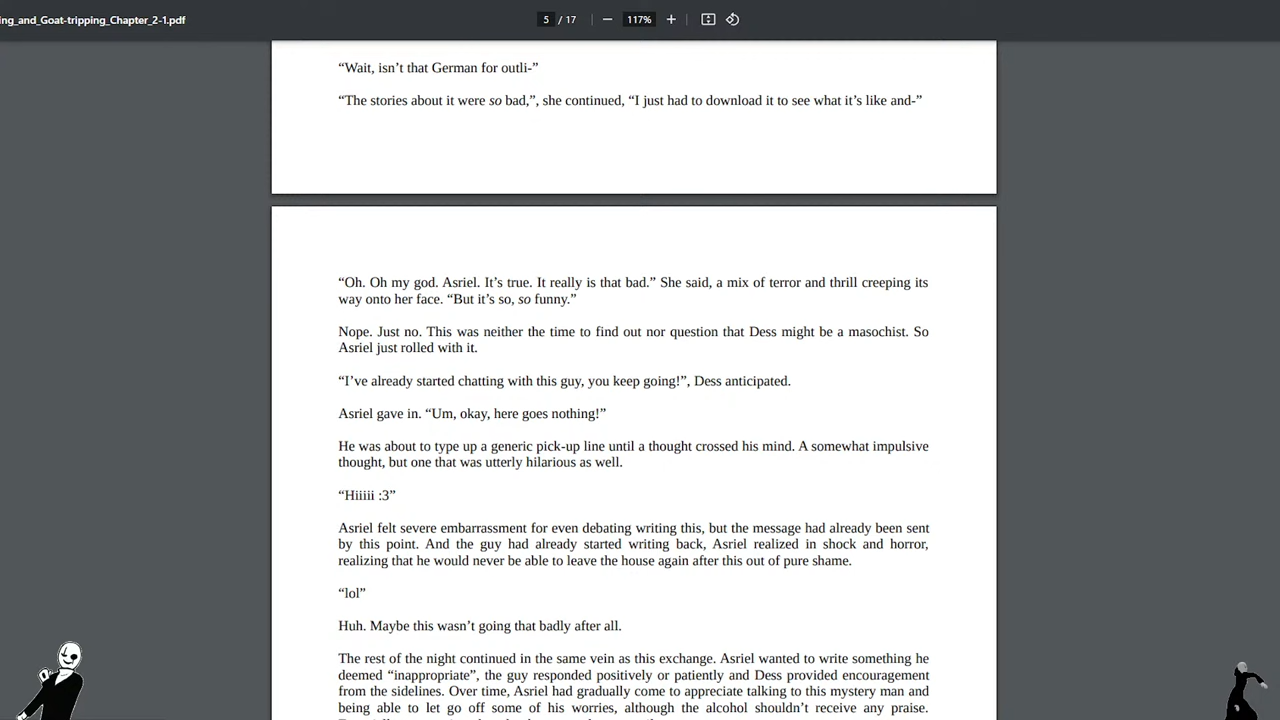 ing_and_Goat-tripping_Chapter_2-1.pdf
5 / 17
117%
“Wait, isn’t that German for outli-”
“The stories about it were so bad,”, she continued, “I just had to download it to see what it’s like and-”
“Oh. Oh my god. Asriel. It’s true. It really is that bad.” She said, a mix of terror and thrill creeping its
way onto her face. “But it’s so, so funny.”
Nope. Just no. This was neither the time to find out nor question that Dess might be a masochist. So
Asriel just rolled with it.
“I’ve already started chatting with this guy, you keep going!”, Dess anticipated.
Asriel gave in. “Um, okay, here goes nothing!”
He was about to type up a generic pick-up line until a thought crossed his mind. A somewhat impulsive
thought, but one that was utterly hilarious as well.
“Hiiiii :3”
Asriel felt severe embarrassment for even debating writing this, but the message had already been sent
by this point. And the guy had already started writing back, Asriel realized in shock and horror,
realizing that he would never be able to leave the house again after this out of pure shame.
“lol”
Huh. Maybe this wasn’t going that badly after all.
The rest of the night continued in the same vein as this exchange. Asriel wanted to write something he
deemed “inappropriate”, the guy responded positively or patiently and Dess provided encouragement
from the sidelines. Over time, Asriel had gradually come to appreciate talking to this mystery man and
being able to let go off some of his worries, although the alcohol shouldn’t receive any praise.